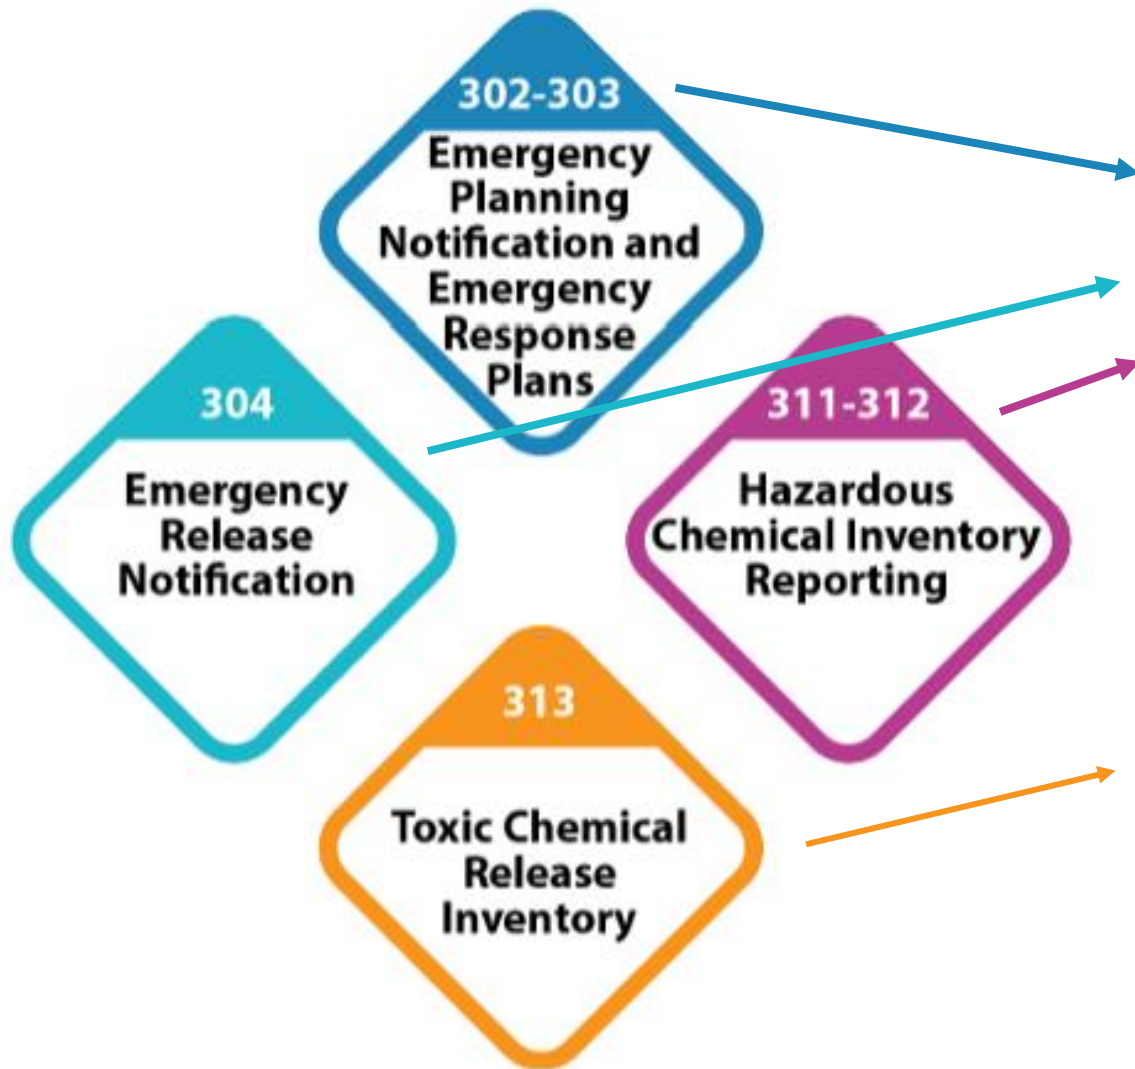 302-303
Emergency
Planning
Notification and
Emergency
Response
Plans
304
Emergency
Release
Notification
311-312
Hazardous
Chemical Inventory
Reporting
313
Toxic Chemical
Release
Inventory